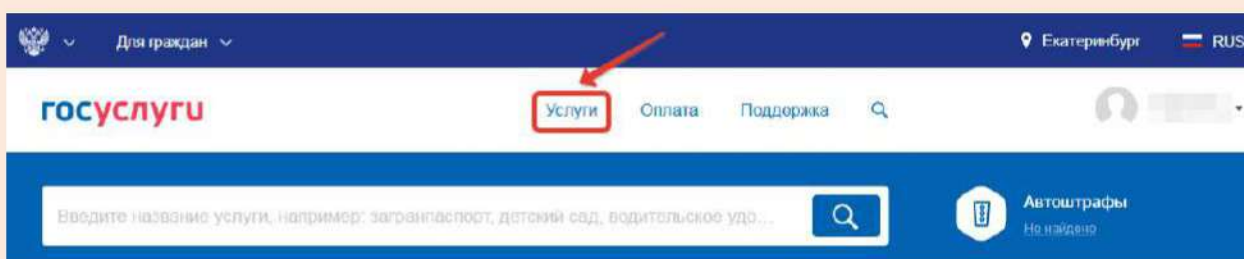 Для граждан
Екатеринбург
RUS
госуслуги
Услуги
Оплата
Поддержка
Введите название услуги, например: загранпаспорт, детский сад, водительское удо...
Автоштрафы
Не найдено